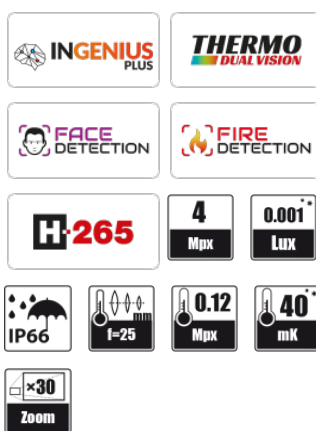 INGENIUS
PLUS
THERMO
DUAL VISION
FACE
DETECTION
FIRE
DETECTION
H·265
4
Mpx
0.001**
Lux
IP66
mm
f=25
0.12
Mpx
40**
mK
×30
Zoom